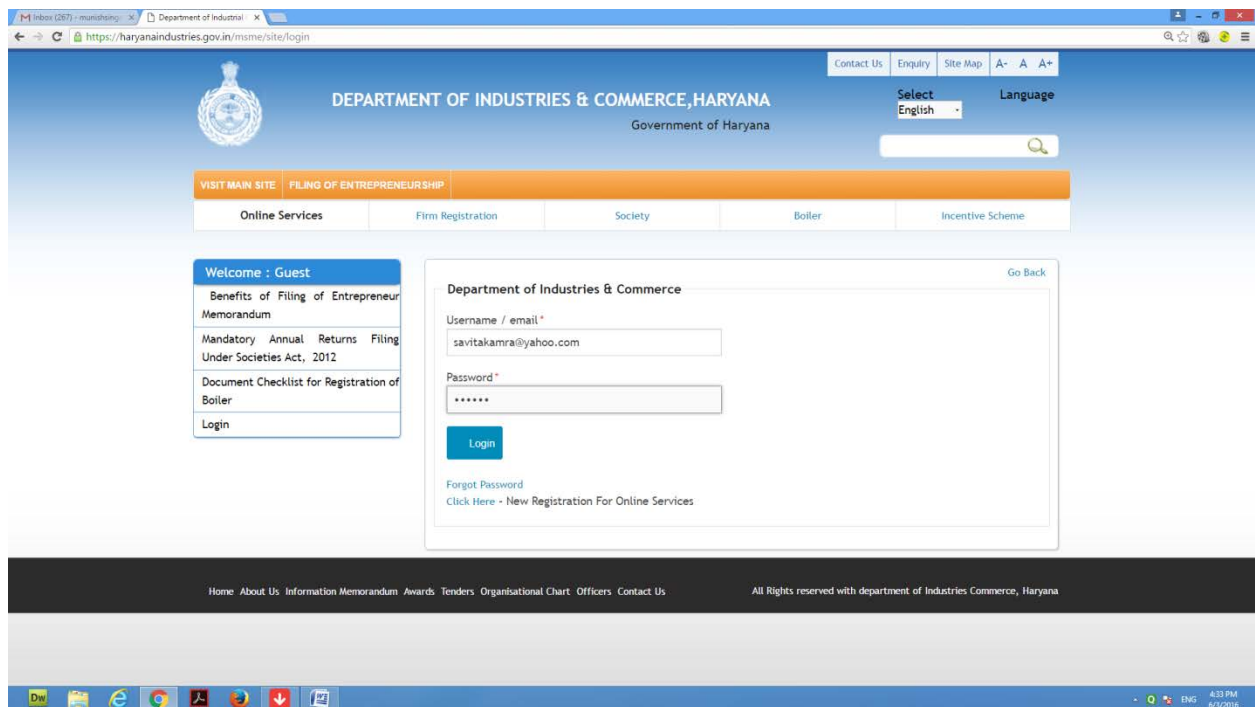 Inbox (267) - munishsing
Department of Industrial
https://haryanaindustries.gov.in/msme/site/login
Contact Us Enquiry Site Map A- A A+
DEPARTMENT OF INDUSTRIES & COMMERCE,HARYANA
Government of Haryana
Select Language
English
VISIT MAIN SITE FILING OF ENTREPRENEURSHIP
Online Services Firm Registration Society Boiler Incentive Scheme
Welcome : Guest
Benefits of Filing of Entrepreneur
Memorandum
Mandatory Annual Returns Filing
Under Societies Act, 2012
Document Checklist for Registration of
Boiler
Login
Go Back
Department of Industries & Commerce
Username / email *
savitakamra@yahoo.com
Password *
••••••
Login
Forgot Password
Click Here - New Registration For Online Services
Home About Us Information Memorandum Awards Tenders Organisational Chart Officers Contact Us
All Rights reserved with department of Industries Commerce, Haryana
Dw
ENG
4:33 PM
6/3/2016